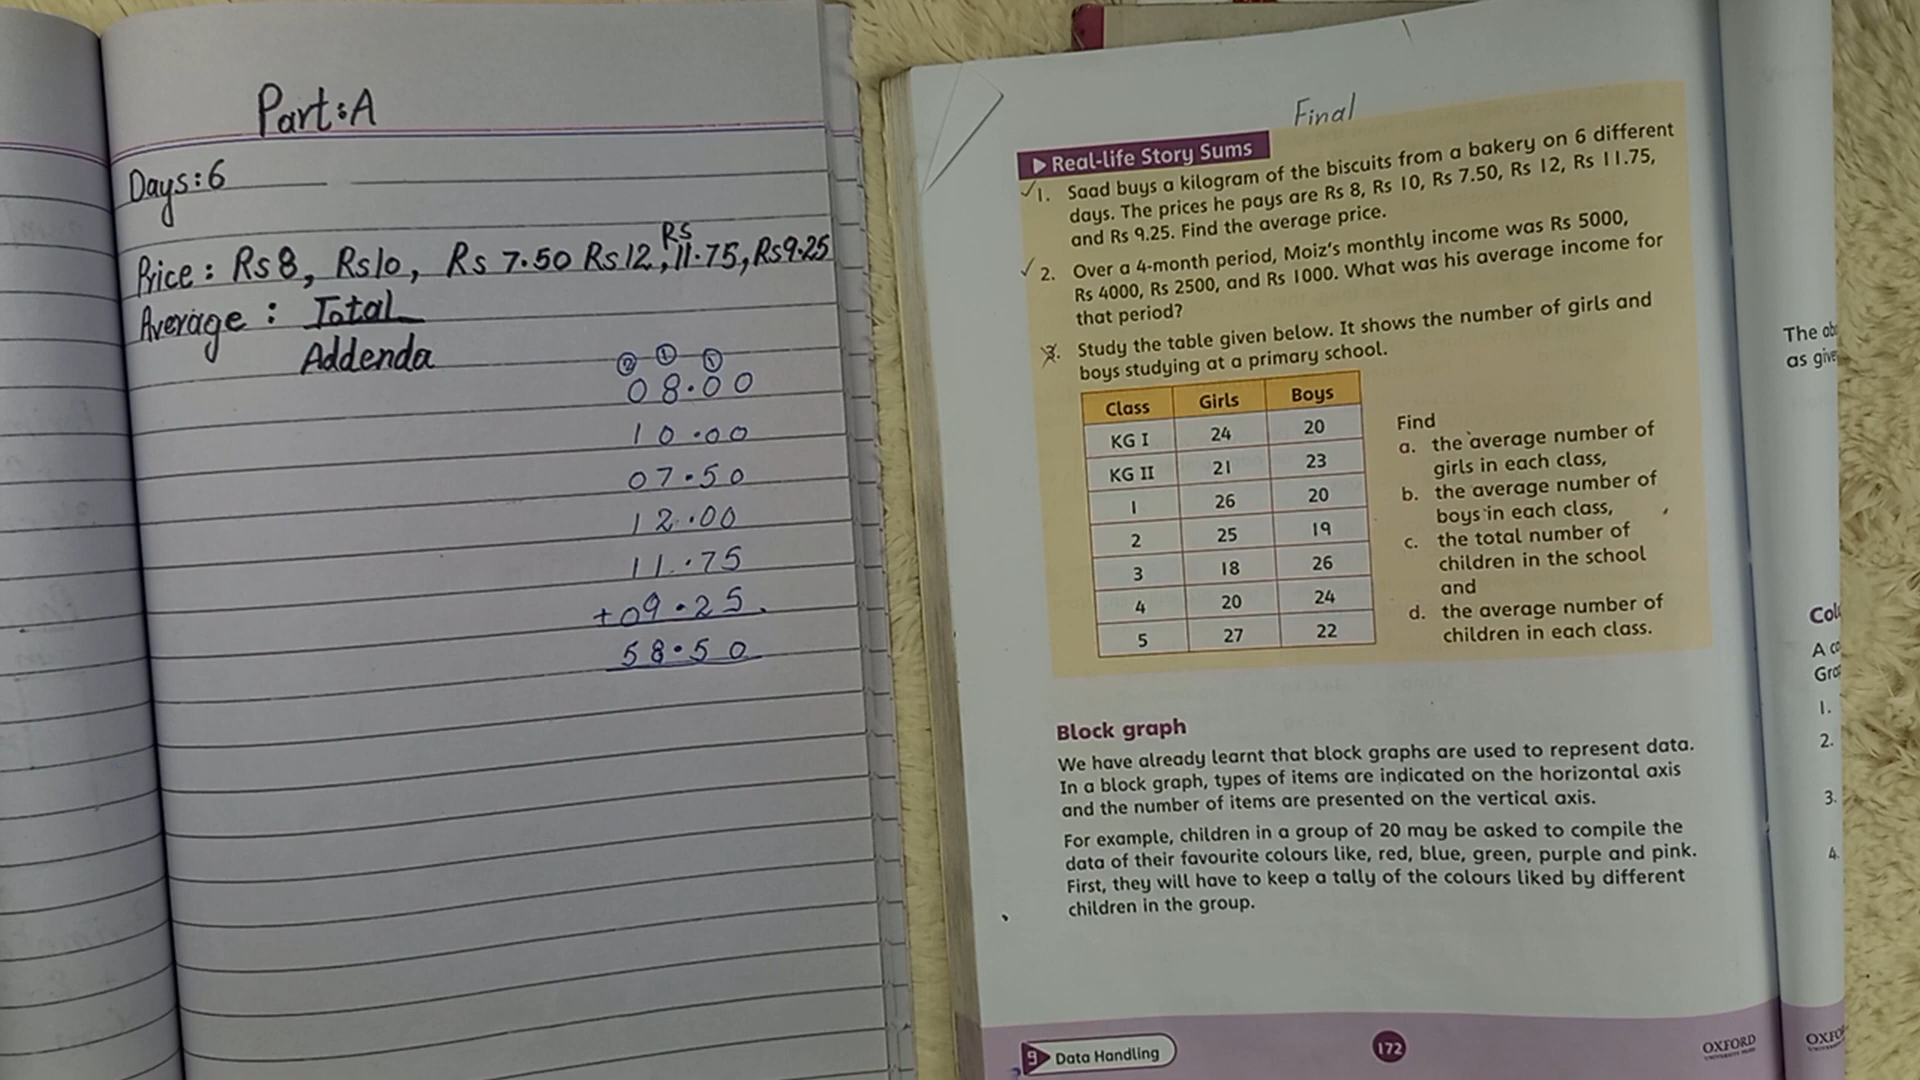 Part:A
Days:6
Price: Rs8, Rs10, Rs 7.50 Rs12, Rs 11.75, Rs9.25
Average: Total
Addenda
08.00
10.00
07.50
12.00
11.75
+09.25
58.50
Final
Real-life Story Sums
1. Saad buys a kilogram of the biscuits from a bakery on 6 different
days. The prices he pays are Rs 8, Rs 10, Rs 7.50, Rs 12, Rs 11.75,
and Rs 9.25. Find the average price.
2. Over a 4-month period, Moiz's monthly income was Rs 5000,
Rs 4000, Rs 2500, and Rs 1000. What was his average income for
that period?
3. Study the table given below. It shows the number of girls and
boys studying at a primary school.
Class Girls Boys
KG I 24 20
KG II 21 23
1 26 20
2 25 19
3 18 26
4 20 24
5 27 22
Find
a. the average number of
girls in each class,
b. the average number of
boys in each class,
c. the total number of
children in the school
and
d. the average number of
children in each class.
Block graph
We have already learnt that block graphs are used to represent data.
In a block graph, types of items are indicated on the horizontal axis
and the number of items are presented on the vertical axis.
For example, children in a group of 20 may be asked to compile the
data of their favourite colours like, red, blue, green, purple and pink.
First, they will have to keep a tally of the colours liked by different
children in the group.
9 Data Handling
172
OXFORD
The
as
A
1.
2.
3.
4.